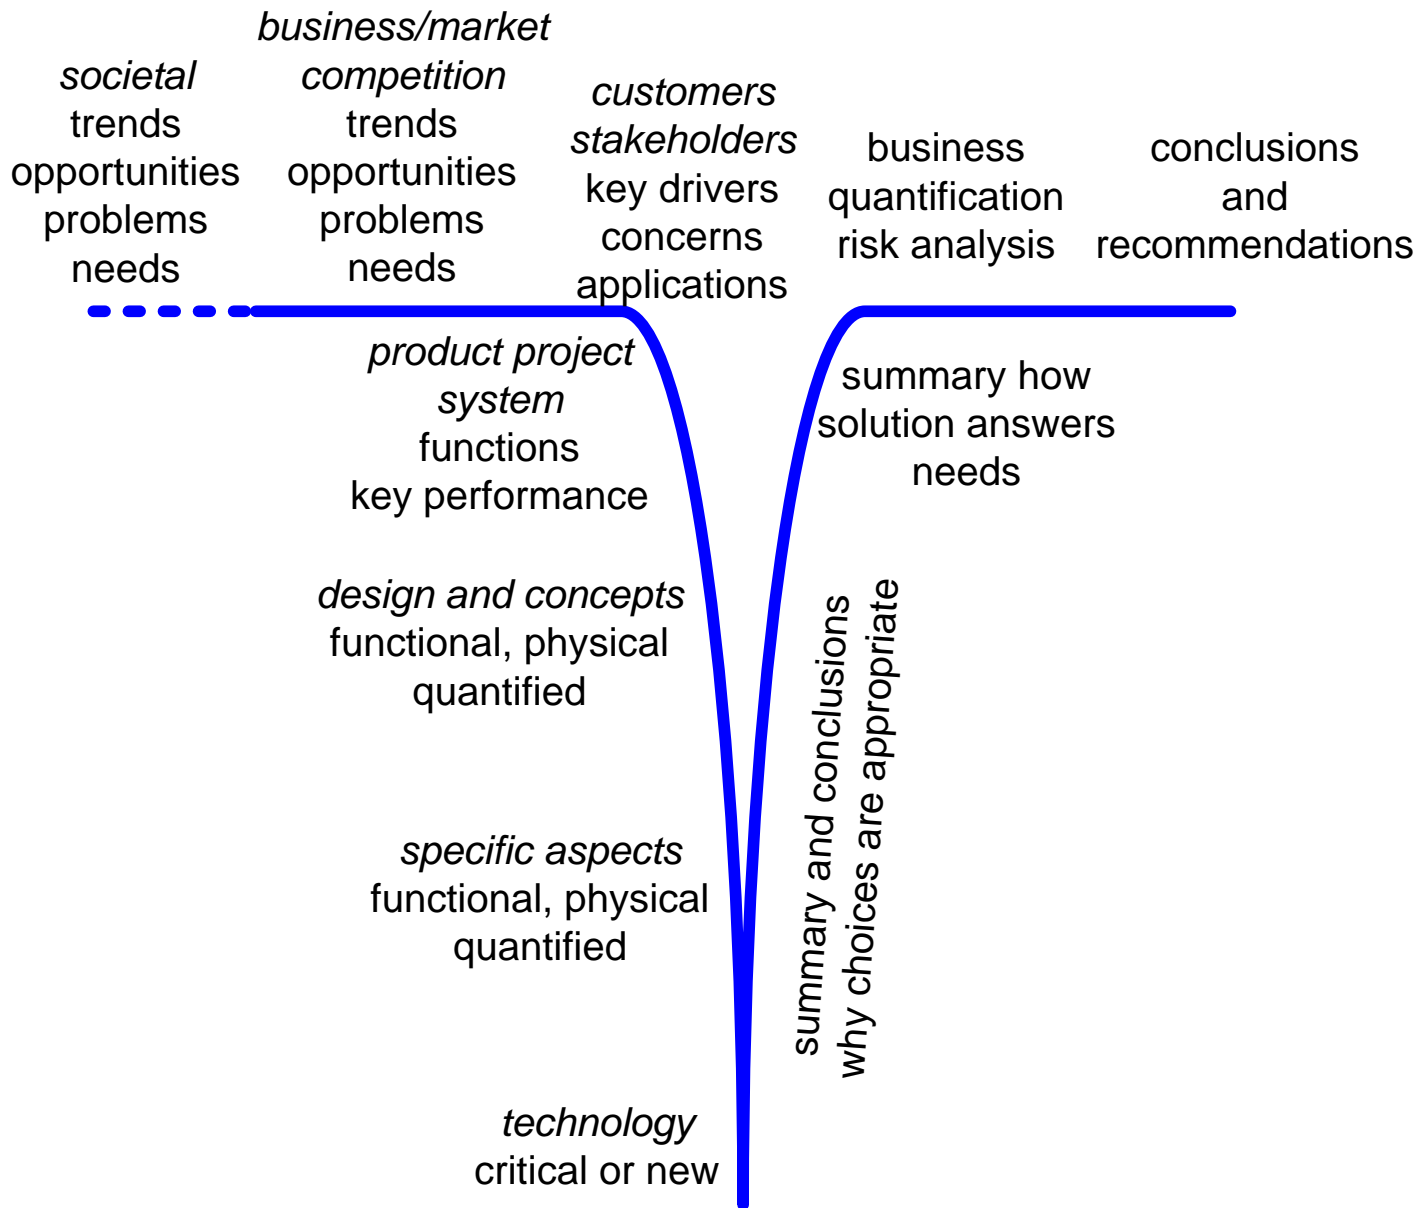 societal
trends
opportunities
problems
needs
business/market
competition
trends
opportunities
problems
needs
customers
stakeholders
key drivers
concerns
applications
business
quantification
risk analysis
conclusions
and
recommendations
product project
system
functions
key performance
summary how
solution answers
needs
design and concepts
functional, physical
quantified
specific aspects
functional, physical
quantified
summary and conclusions
why choices are appropriate
technology
critical or new